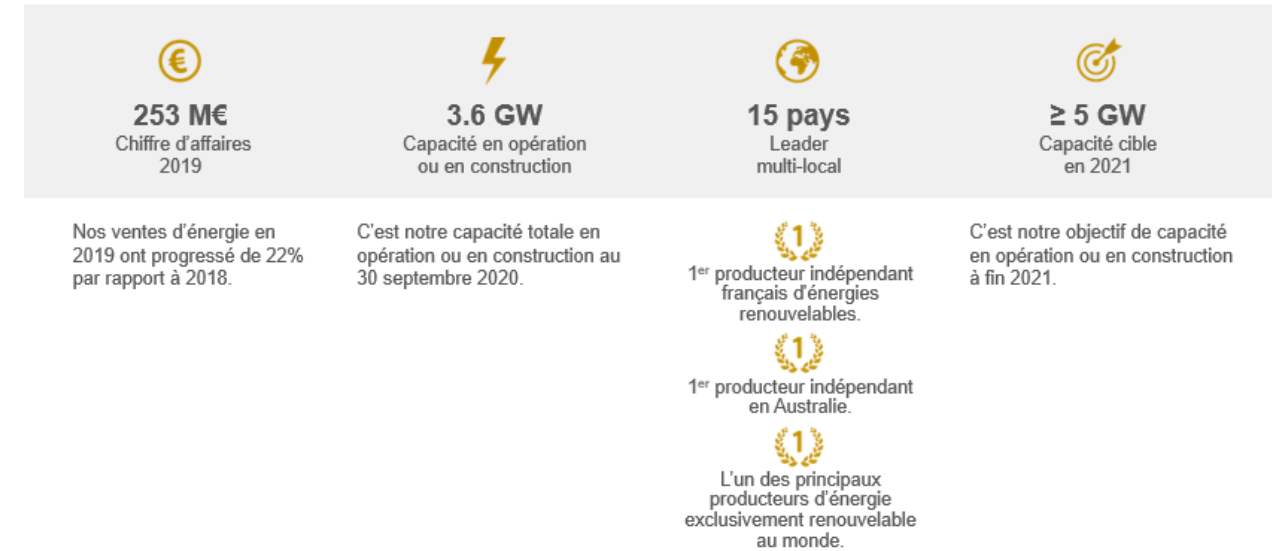 253 M€
Chiffre d'affaires
2019
3.6 GW
Capacité en opération
ou en construction
15 pays
Leader
multi-local
≥ 5 GW
Capacité cible
en 2021
Nos ventes d'énergie en
2019 ont progressé de 22%
par rapport à 2018.
C'est notre capacité totale en
opération ou en construction au
30 septembre 2020.
1
1er producteur indépendant
français d'énergies
renouvelables.
1
1er producteur indépendant
en Australie.
1
L'un des principaux
producteurs d'énergie
exclusivement renouvelable
au monde.
C'est notre objectif de capacité
en opération ou en construction
à fin 2021.